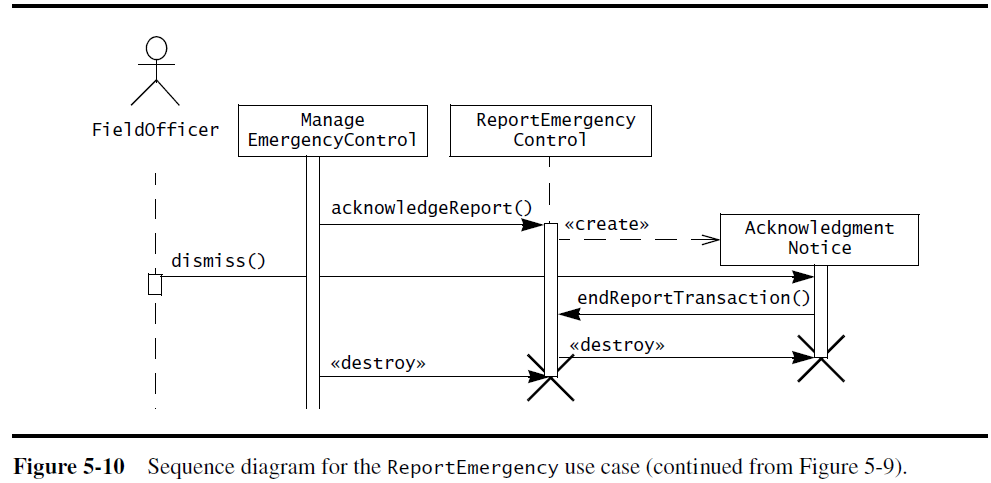 FieldOfficer
Manage
EmergencyControl
ReportEmergency
Control
acknowledgeReport()
«create»
Acknowledgment
Notice
dismiss()
endReportTransaction()
«destroy»
«destroy»
Figure 5-10 Sequence diagram for the ReportEmergency use case (continued from Figure 5-9).